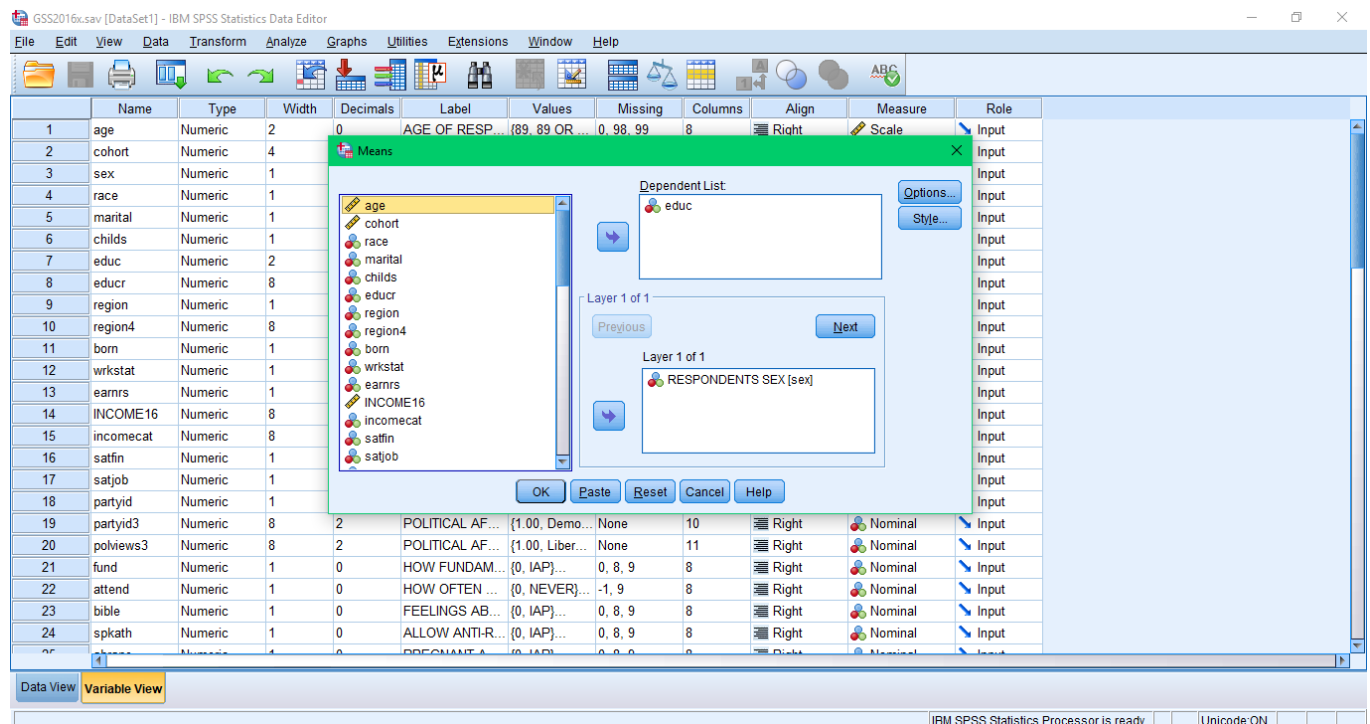 GSS2016x.sav [DataSet1] - IBM SPSS Statistics Data Editor
File Edit View Data Transform Analyze Graphs Utilities Extensions Window Help
Name Type Width Decimals Label Values Missing Columns Align Measure Role
1 age Numeric 2 0 AGE OF RESP... {89, 89 OR ... 0, 98, 99 8 Right Scale Input
2 cohort Numeric 4 Input
3 sex Numeric 1 Input
4 race Numeric 1 Input
5 marital Numeric 1 Input
6 childs Numeric 1 Input
7 educ Numeric 2 Input
8 educr Numeric 8 Input
9 region Numeric 1 Input
10 region4 Numeric 8 Input
11 born Numeric 1 Input
12 wrkstat Numeric 1 Input
13 earnrs Numeric 1 Input
14 INCOME16 Numeric 8 Input
15 incomecat Numeric 8 Input
16 satfin Numeric 1 Input
17 satjob Numeric 1 Input
18 partyid Numeric 1 Input
19 partyid3 Numeric 8 2 POLITICAL AF... {1.00, Demo... None 10 Right Nominal Input
20 polviews3 Numeric 8 2 POLITICAL AF... {1.00, Liber... None 11 Right Nominal Input
21 fund Numeric 1 0 HOW FUNDAM... {0, IAP}... 0, 8, 9 8 Right Nominal Input
22 attend Numeric 1 0 HOW OFTEN ... {0, NEVER}... -1, 9 8 Right Nominal Input
23 bible Numeric 1 0 FEELINGS AB... {0, IAP}... 0, 8, 9 8 Right Nominal Input
24 spkath Numeric 1 0 ALLOW ANTI-R... {0, IAP}... 0, 8, 9 8 Right Nominal Input
Means
age
cohort
race
marital
childs
educr
region
region4
born
wrkstat
earnrs
INCOME16
incomecat
satfin
satjob
Dependent List:
educ
Options...
Style...
Layer 1 of 1
Previous Next
Layer 1 of 1
RESPONDENTS SEX [sex]
OK Paste Reset Cancel Help
Data View Variable View
IBM SPSS Statistics Processor is ready Unicode:ON